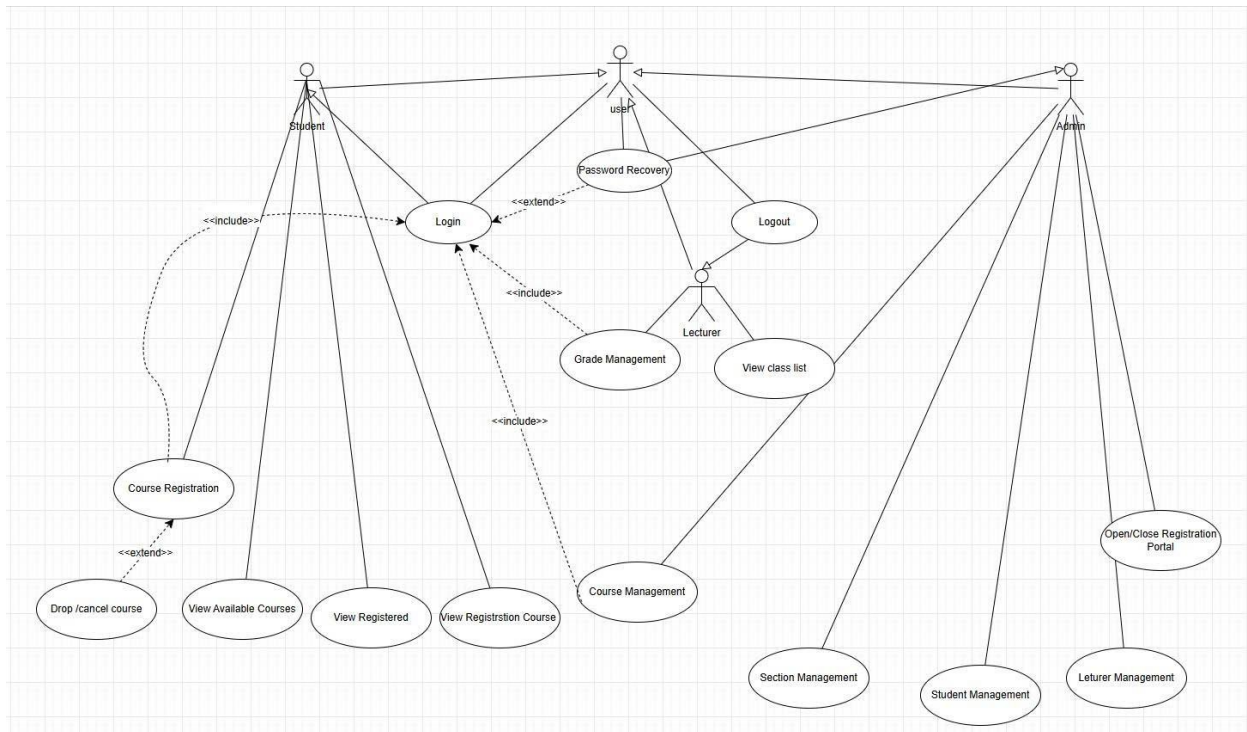 user
Student
Admin
Password Recovery
<<extend>>
<<include>>
Login
Logout
<<include>>
Lecturer
Grade Management
View class list
<<include>>
Course Registration
Open/Close Registration
Portal
<<extend>>
Course Management
Drop /cancel course
View Available Courses
View Registered
View Registrstion Course
Section Management
Student Management
Leturer Management